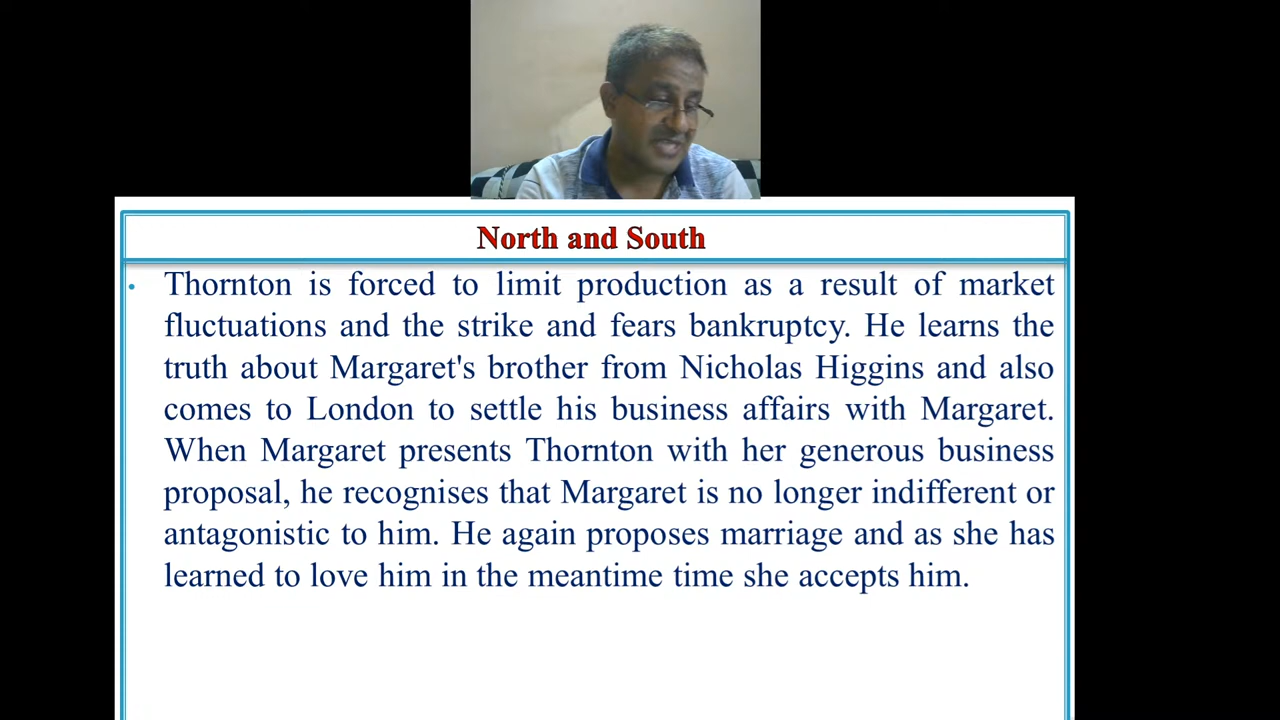 North and South
• Thornton is forced to limit production as a result of market
fluctuations and the strike and fears bankruptcy. He learns the
truth about Margaret's brother from Nicholas Higgins and also
comes to London to settle his business affairs with Margaret.
When Margaret presents Thornton with her generous business
proposal, he recognises that Margaret is no longer indifferent or
antagonistic to him. He again proposes marriage and as she has
learned to love him in the meantime time she accepts him.